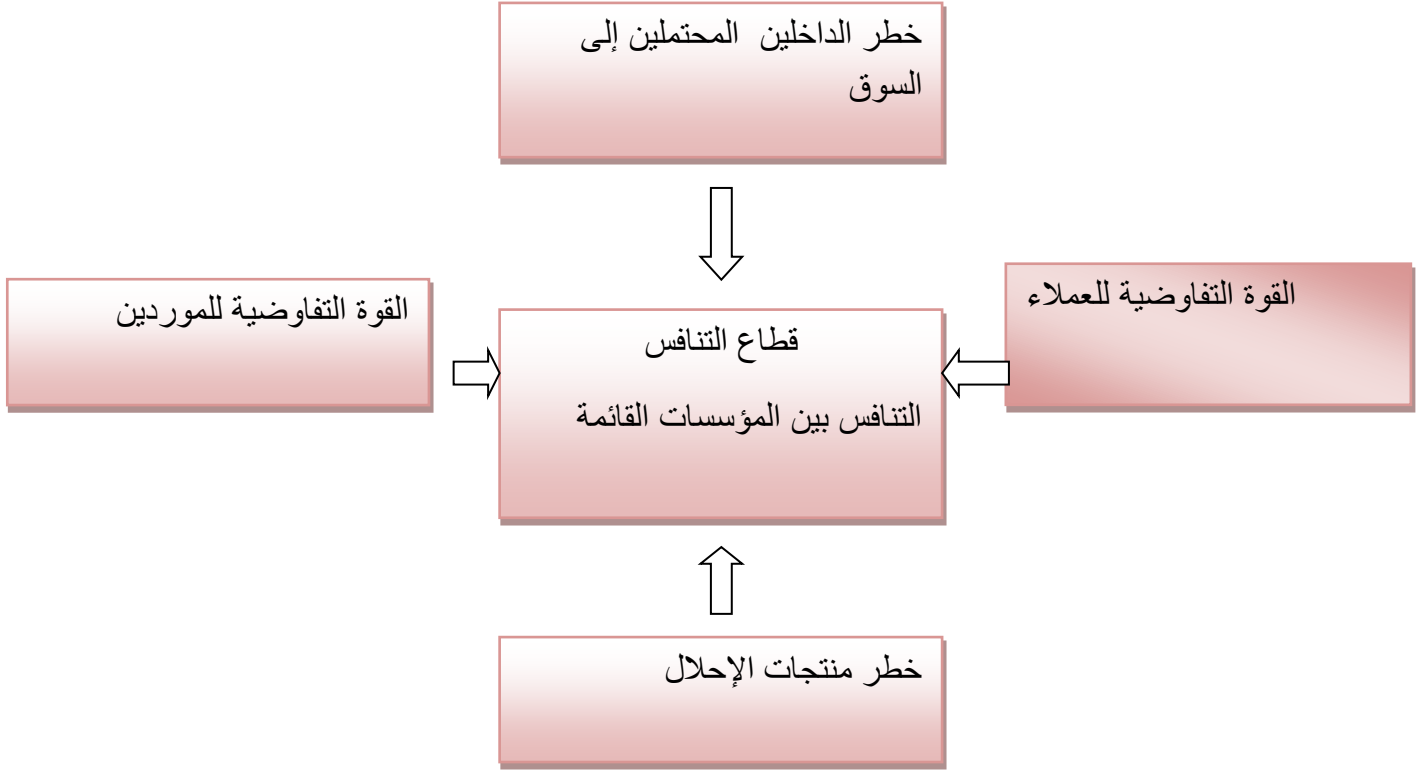 خطر الداخلين المحتملين إلى
السوق
القوة التفاوضية للعملاء
القوة التفاوضية للموردين
قطاع التنافس
التنافس بين المؤسسات القائمة
خطر منتجات الإحلال